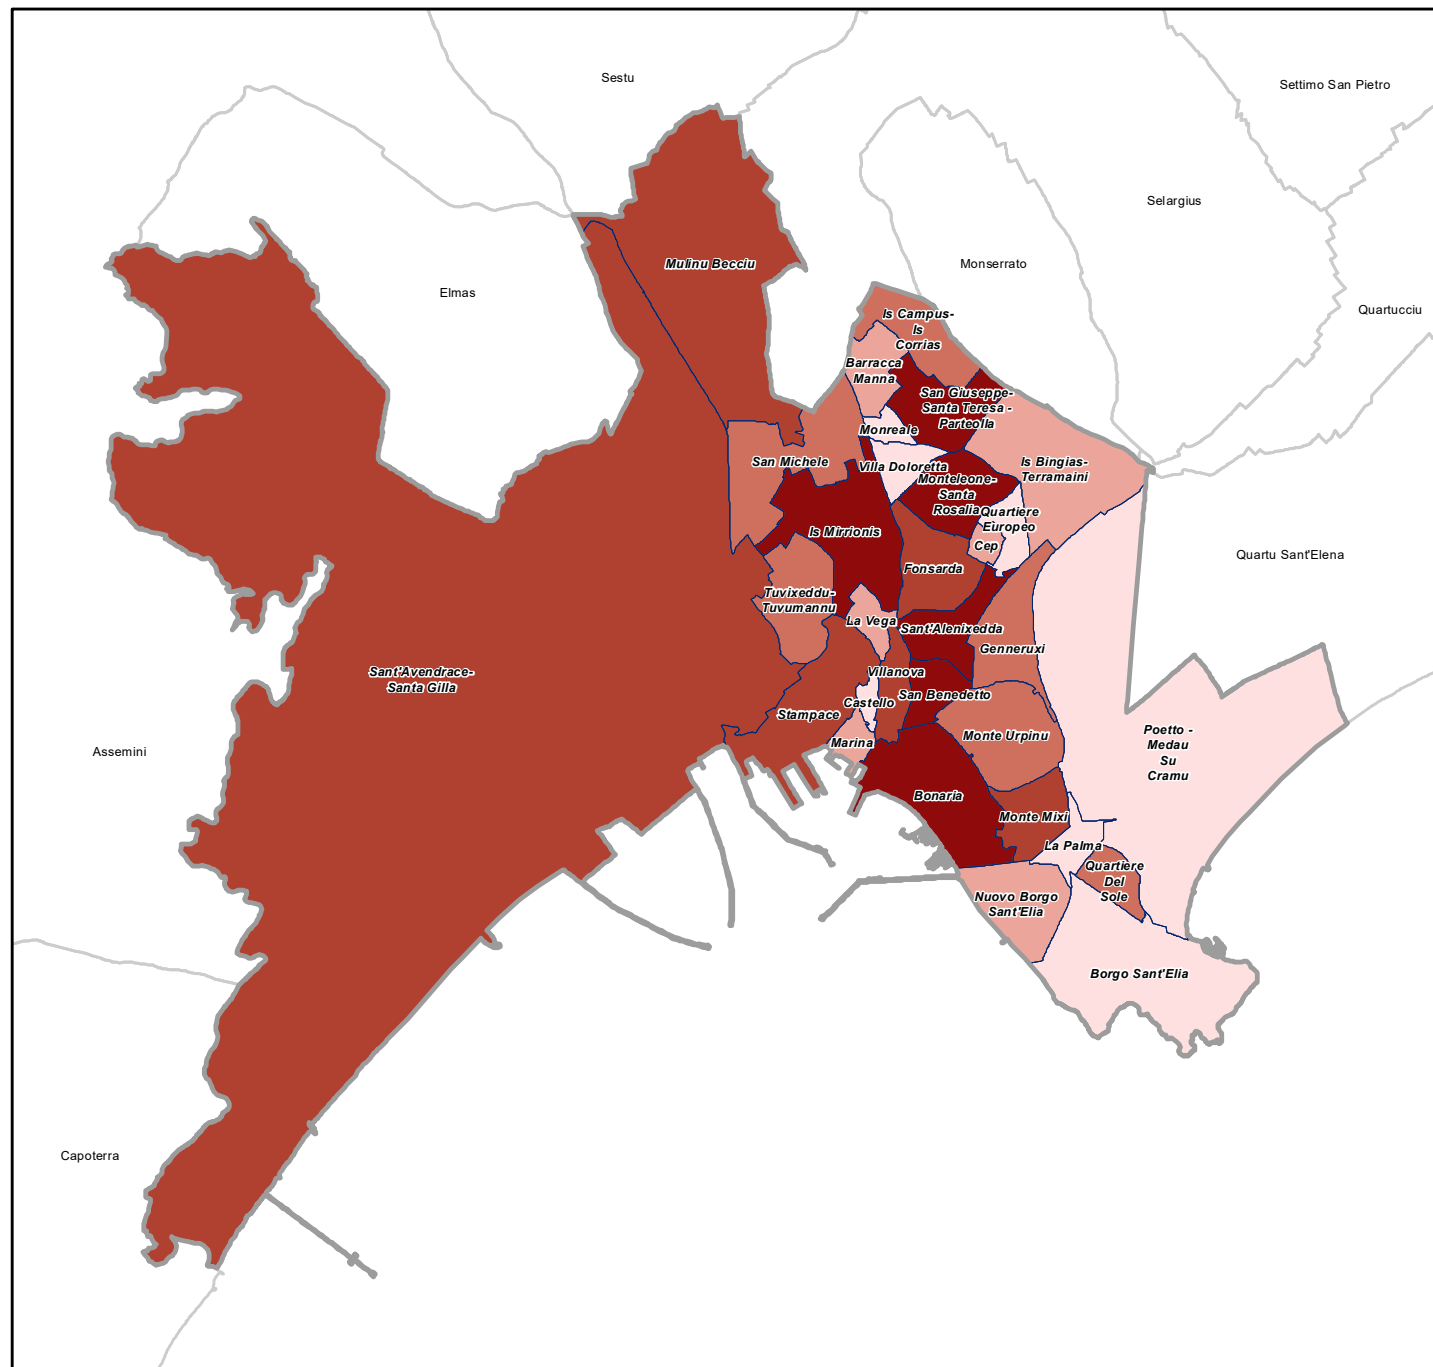 Sestu
Settimo San Pietro
Selargius
Mulinu Becciu
Monserrato
Elmas
Quartucciu
Is Campus-
Is
Corrias
Barracca
Manna
San Giuseppe-
Santa Teresa -
Parteolla
Monreale
San Michele
Villa Doloretta
Is Bingias-
Terramaini
Monteleone-
Santa
Rosalia
Quartiere
Europeo
Is Mirrionis
Cep
Quartu Sant'Elena
Fonsarda
Tuvixeddu-
Tuvumannu
La Vega
Sant'Alenixedda
Genneruxi
Sant'Avendrace-
Santa Gilla
Villanova
San Benedetto
Castello
Stampace
Marina
Monte Urpinu
Poetto -
Medau
Su
Cramu
Assemini
Bonaria
Monte Mixi
La Palma
Quartiere
Del
Sole
Nuovo Borgo
Sant'Elia
Borgo Sant'Elia
Capoterra